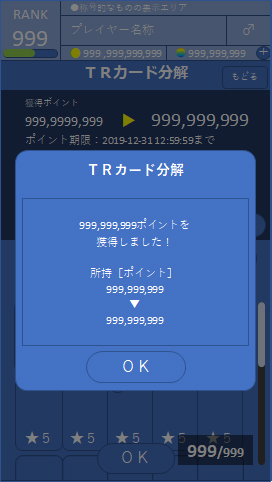 RANK
999
●称号的なものの表示エリア
プレイヤー名称
♂
999,999,999,999
999,999,999
+
TRカード分解
もどる
獲得ポイント
999,9999,999 ▶ 999,999,999
ポイント期限:2019-12-31 12:59:59まで
TRカード分解
999,999,999ポイントを
獲得しました!
所持[ポイント]
999,999,999
▼
999,999,999
OK
★5 ★5 ★5 ★5 ★5
OK
999/999